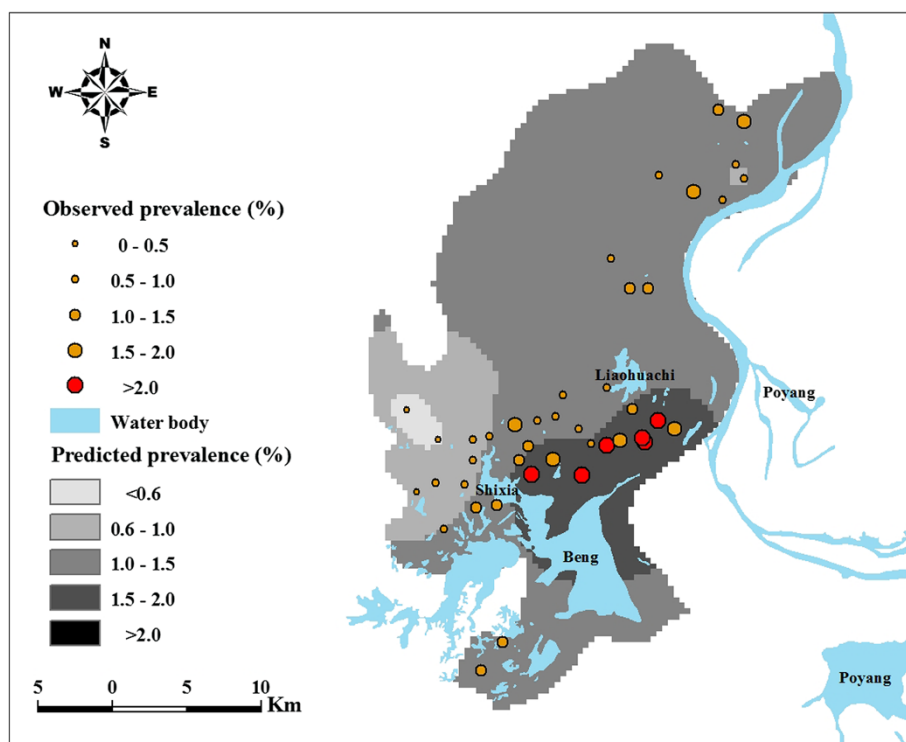 N
W E
S
Observed prevalence (%)
0 - 0.5
0.5 - 1.0
1.0 - 1.5
1.5 - 2.0
>2.0
Water body
Predicted prevalence (%)
<0.6
0.6 - 1.0
1.0 - 1.5
1.5 - 2.0
>2.0
5 0 5 10
Km
Liaohuachi
Poyang
Shixia
Beng
Poyang